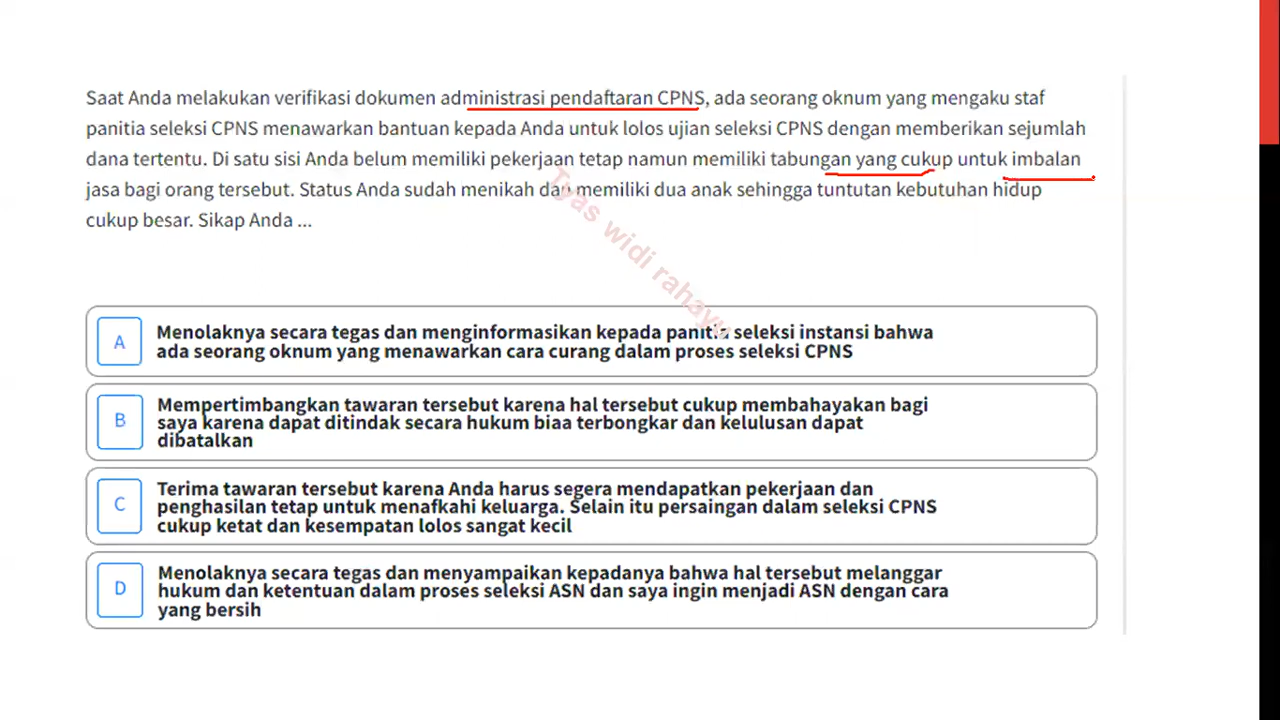 Saat Anda melakukan verifikasi dokumen administrasi pendaftaran CPNS, ada seorang oknum yang mengaku staf
panitia seleksi CPNS menawarkan bantuan kepada Anda untuk lolos ujian seleksi CPNS dengan memberikan sejumlah
dana tertentu. Di satu sisi Anda belum memiliki pekerjaan tetap namun memiliki tabungan yang cukup untuk imbalan
jasa bagi orang tersebut. Status Anda sudah menikah dan memiliki dua anak sehingga tuntutan kebutuhan hidup
cukup besar. Sikap Anda ...
Tyas widi rahayu
A
Menolaknya secara tegas dan menginformasikan kepada panitia seleksi instansi bahwa
ada seorang oknum yang menawarkan cara curang dalam proses seleksi CPNS
B
Mempertimbangkan tawaran tersebut karena hal tersebut cukup membahayakan bagi
saya karena dapat ditindak secara hukum biaa terbongkar dan kelulusan dapat
dibatalkan
C
Terima tawaran tersebut karena Anda harus segera mendapatkan pekerjaan dan
penghasilan tetap untuk menafkahi keluarga. Selain itu persaingan dalam seleksi CPNS
cukup ketat dan kesempatan lolos sangat kecil
D
Menolaknya secara tegas dan menyampaikan kepadanya bahwa hal tersebut melanggar
hukum dan ketentuan dalam proses seleksi ASN dan saya ingin menjadi ASN dengan cara
yang bersih